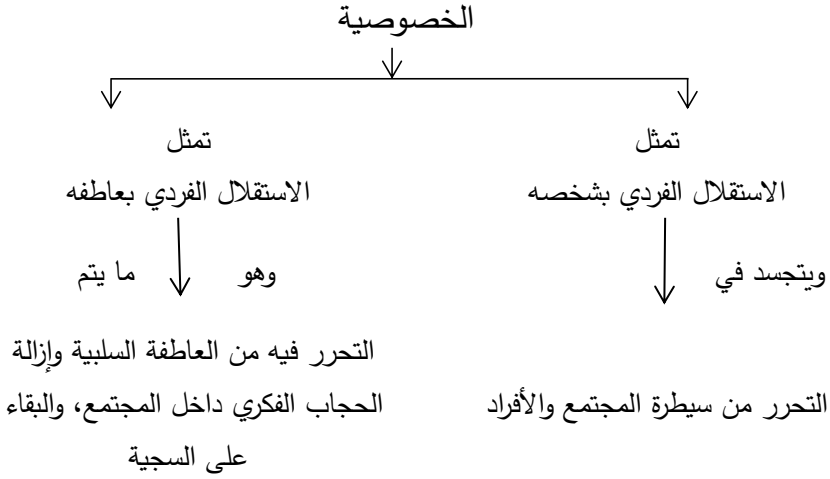 الخصوصية
تمثل
تمثل
الاستقلال الفردي بشخصه
الاستقلال الفردي بعاطفه
ويتجسد في
وهو
ما يتم
التحرر من سيطرة المجتمع والأفراد
التحرر فيه من العاطفة السلبية وإزالة
الحجاب الفكري داخل المجتمع، والبقاء
على السجية